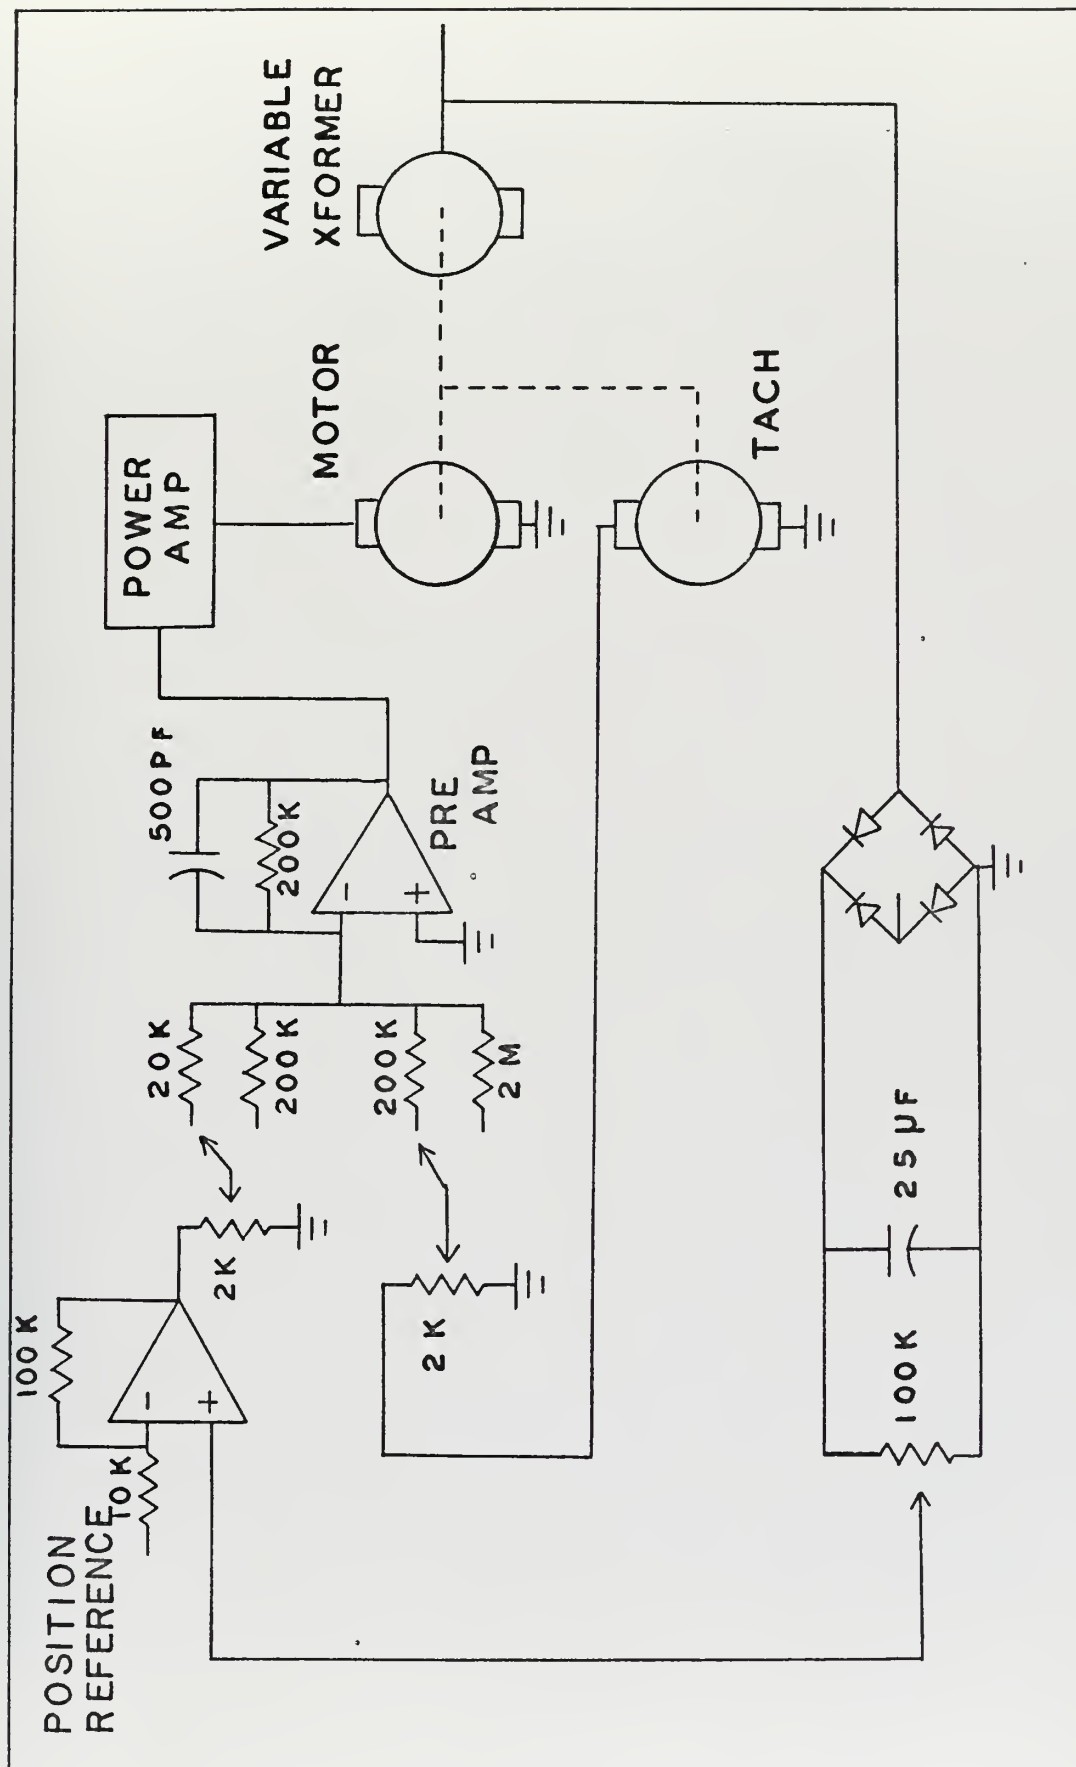 POSITION
REFERENCE
10K
100K
-
+
2K
20K
200K
200K
2M
2K
500PF
200K
-
+
PRE
AMP
POWER
AMP
MOTOR
VARIABLE
XFORMER
TACH
100K
25µF